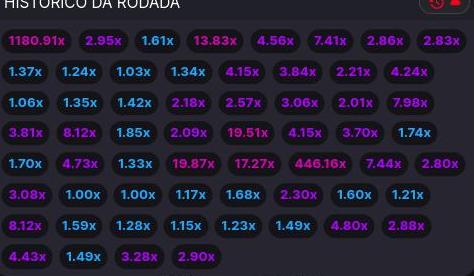 HISTÓRICO DA RODADA
1180.91x 2.95x 1.61x 13.83x 4.56x 7.41x 2.86x 2.83x
1.37x 1.24x 1.03x 1.34x 4.15x 3.84x 2.21x 4.24x
1.06x 1.35x 1.42x 2.18x 2.57x 3.06x 2.01x 7.98x
3.81x 8.12x 1.85x 2.09x 19.51x 4.15x 3.70x 1.74x
1.70x 4.73x 1.33x 19.87x 17.27x 446.16x 7.44x 2.80x
3.08x 1.00x 1.00x 1.17x 1.68x 2.30x 1.60x 1.21x
8.12x 1.59x 1.28x 1.15x 1.23x 1.49x 4.80x 2.88x
4.43x 1.49x 3.28x 2.90x